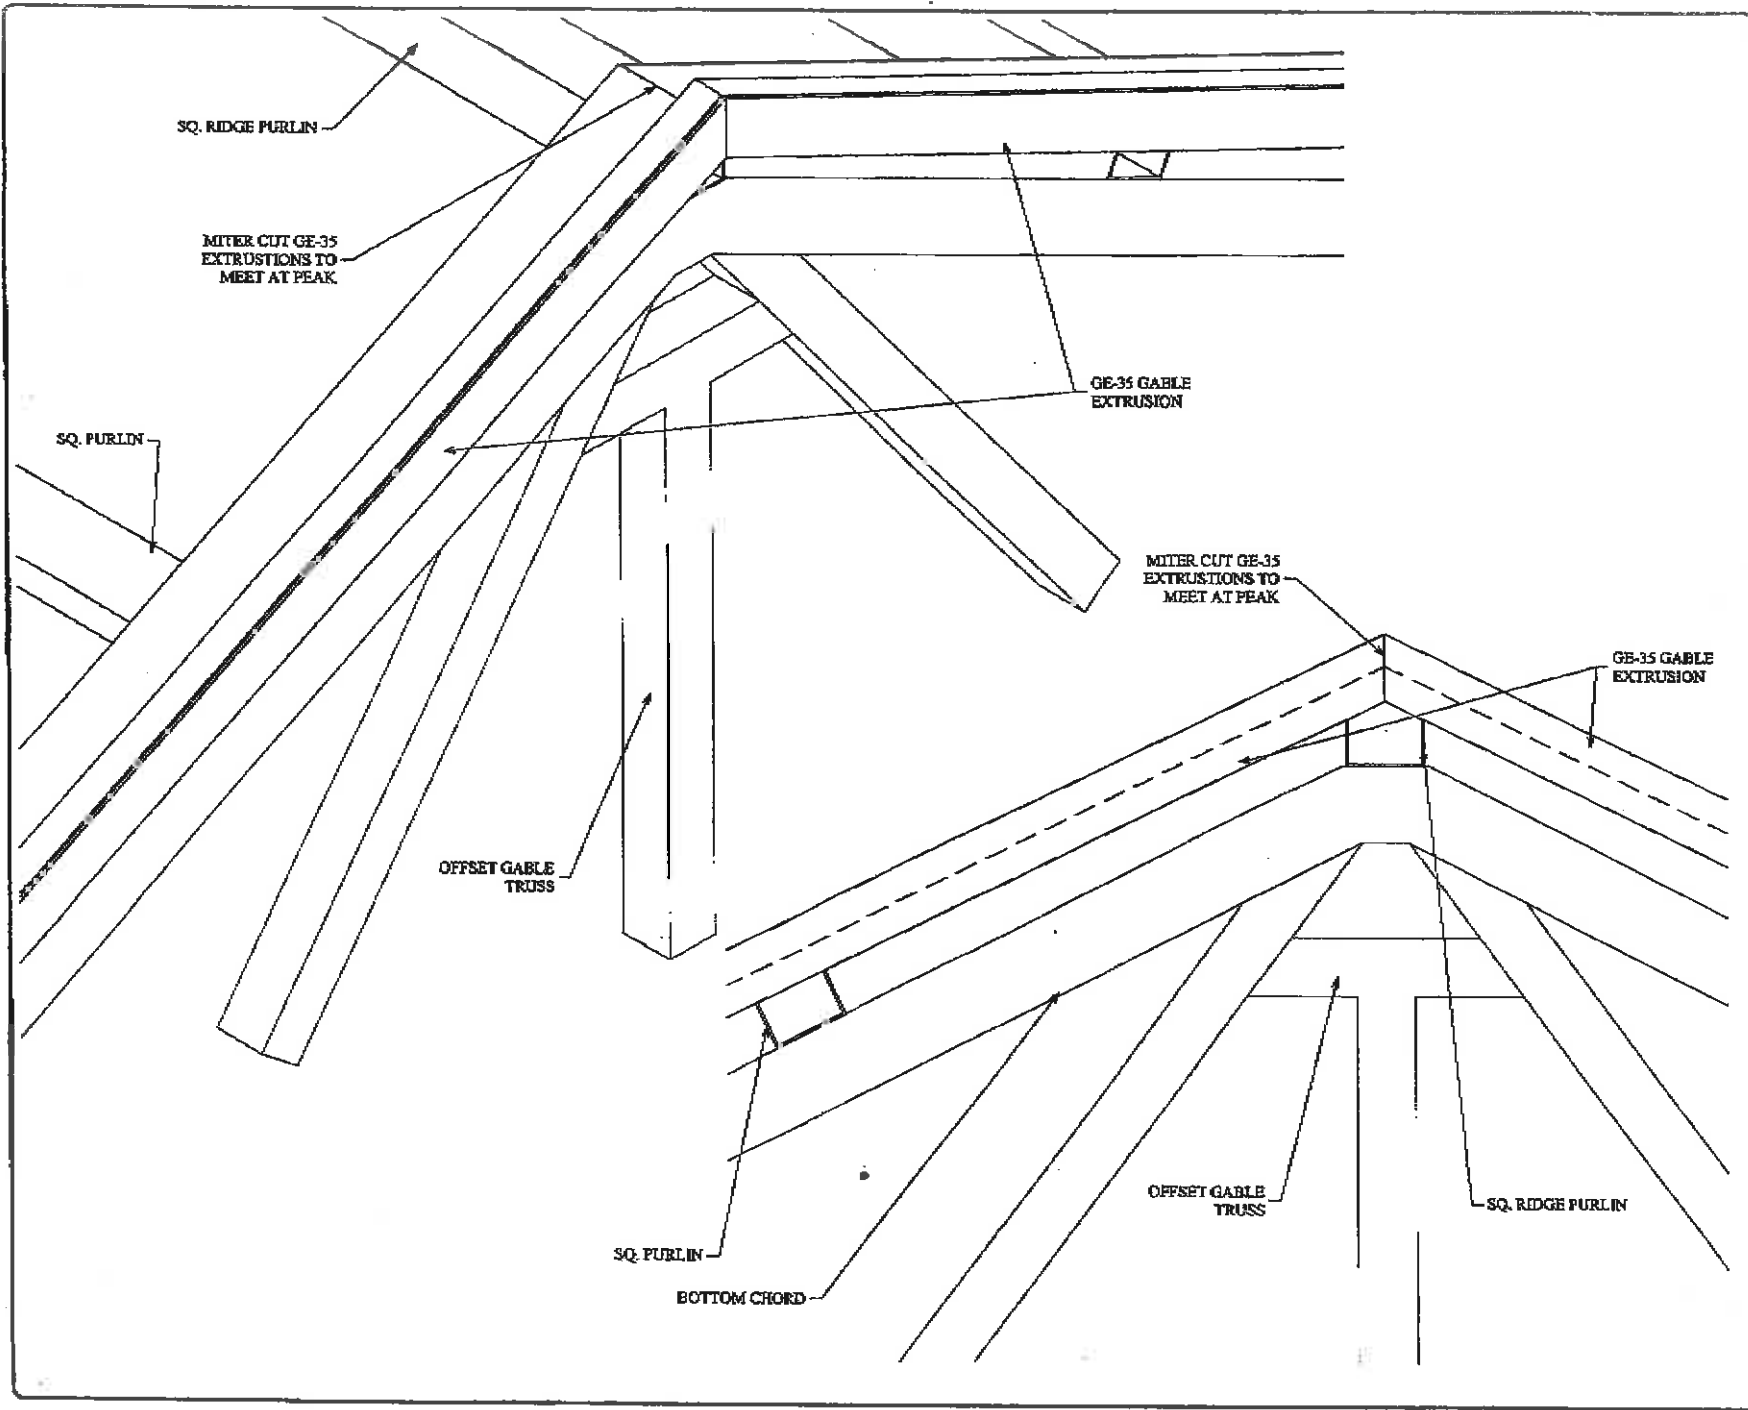 SQ. RIDGE PURLIN
MITER CUT GE-35
EXTRUSTIONS TO
MEET AT PEAK
GE-35 GABLE
EXTRUSION
SQ. PURLIN
OFFSET GABLE
TRUSS
MITER CUT GE-35
EXTRUSTIONS TO
MEET AT PEAK
GE-35 GABLE
EXTRUSION
OFFSET GABLE
TRUSS
SQ. RIDGE PURLIN
SQ. PURLIN
BOTTOM CHORD